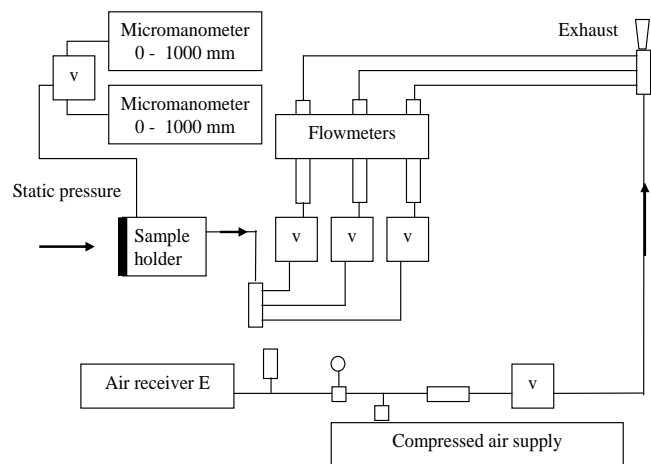 Micromanometer
0 - 1000 mm
Exhaust
v
Micromanometer
0 - 1000 mm
Flowmeters
Static pressure
Sample
holder
v
v
v
Air receiver E
v
Compressed air supply